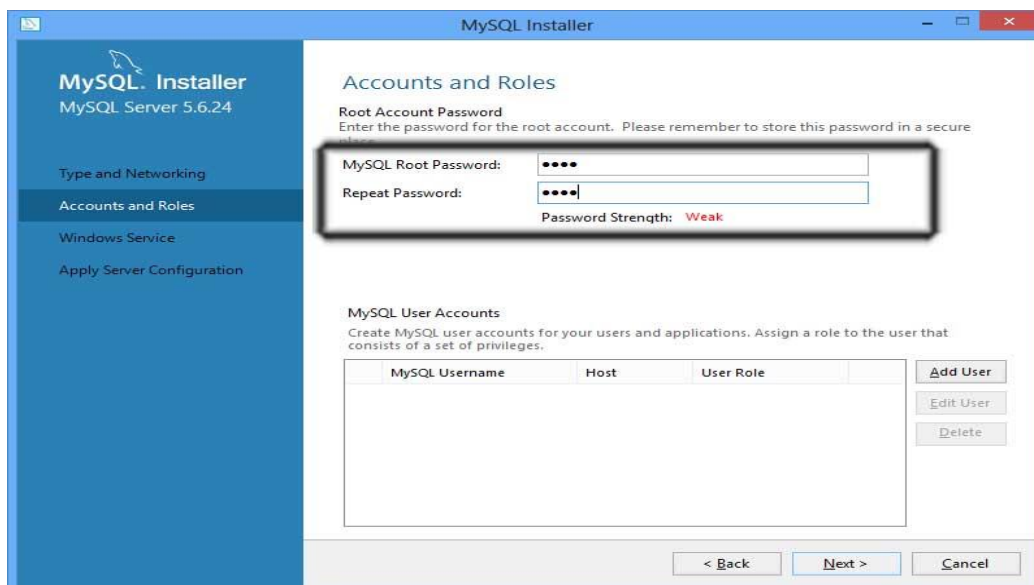 MySQL Installer
MySQL. Installer
MySQL Server 5.6.24
Type and Networking
Accounts and Roles
Windows Service
Apply Server Configuration
Accounts and Roles
Root Account Password
Enter the password for the root account. Please remember to store this password in a secure
place.
MySQL Root Password: ●●●●
Repeat Password: ●●●●
Password Strength: Weak
MySQL User Accounts
Create MySQL user accounts for your users and applications. Assign a role to the user that
consists of a set of privileges.
MySQL Username Host User Role
Add User
Edit User
Delete
< Back Next > Cancel